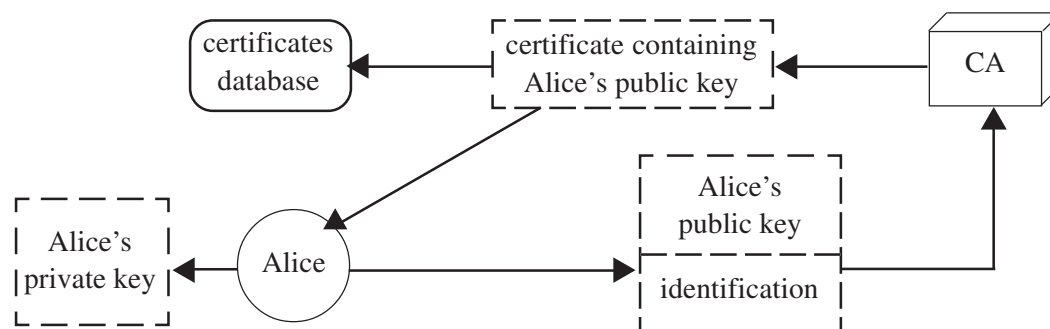 certificates
database
certificate containing
Alice's public key
CA
Alice's
public key
identification
Alice's
private key
Alice